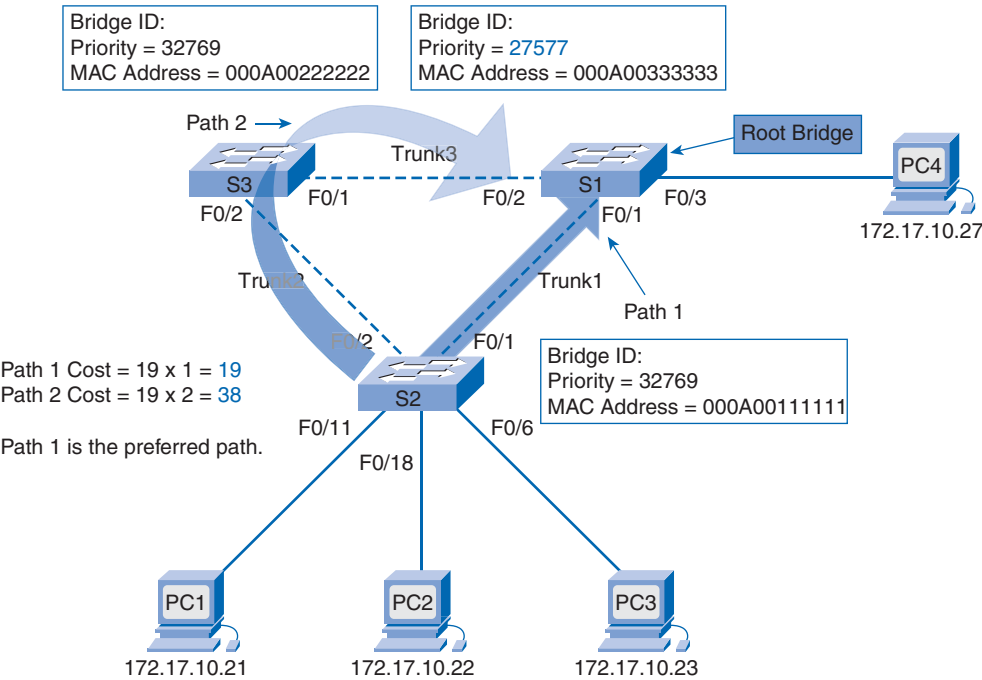 Bridge ID:
Priority = 32769
MAC Address = 000A00222222
Bridge ID:
Priority = 27577
MAC Address = 000A00333333
Path 2
Trunk3
Root Bridge
S3
F0/1
F0/2
S1
F0/3
PC4
F0/2
F0/1
172.17.10.27
Trunk2
Trunk1
Path 1
F0/2
F0/1
Path 1 Cost = 19 x 1 = 19
Path 2 Cost = 19 x 2 = 38
Path 1 is the preferred path.
Bridge ID:
Priority = 32769
MAC Address = 000A00111111
S2
F0/11
F0/6
F0/18
PC1
PC2
PC3
172.17.10.21
172.17.10.22
172.17.10.23